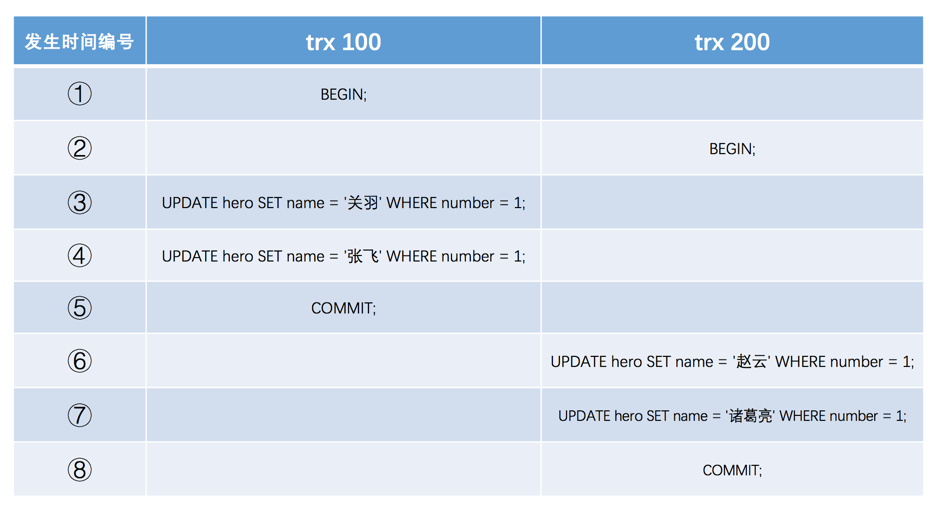 发生时间编号 trx 100 trx 200
① BEGIN;
② BEGIN;
③ UPDATE hero SET name = '关羽' WHERE number = 1;
④ UPDATE hero SET name = '张飞' WHERE number = 1;
⑤ COMMIT;
⑥ UPDATE hero SET name = '赵云' WHERE number = 1;
⑦ UPDATE hero SET name = '诸葛亮' WHERE number = 1;
⑧ COMMIT;